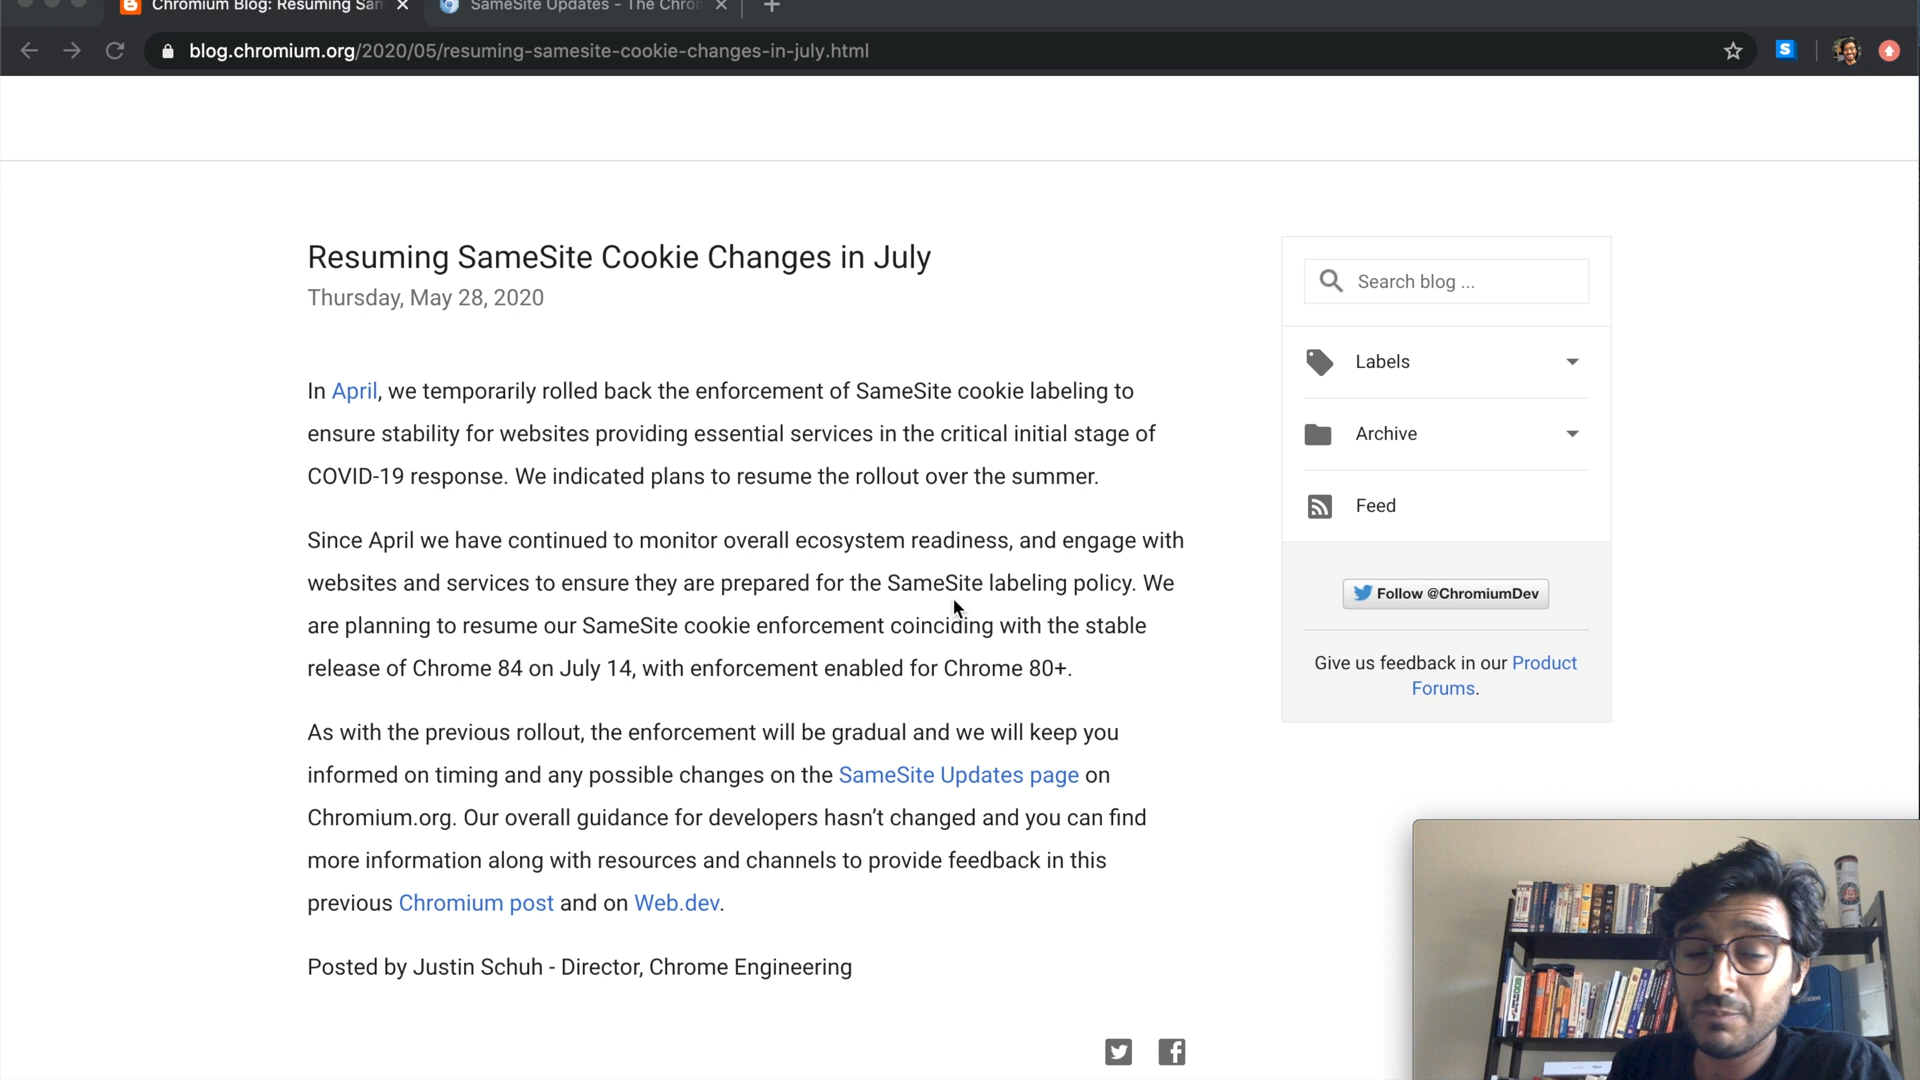 Chromium Blog: Resuming Sam
SameSite Updates - The Chrom
blog.chromium.org/2020/05/resuming-samesite-cookie-changes-in-july.html
Resuming SameSite Cookie Changes in July
Thursday, May 28, 2020
In April, we temporarily rolled back the enforcement of SameSite cookie labeling to
ensure stability for websites providing essential services in the critical initial stage of
COVID-19 response. We indicated plans to resume the rollout over the summer.
Since April we have continued to monitor overall ecosystem readiness, and engage with
websites and services to ensure they are prepared for the SameSite labeling policy. We
are planning to resume our SameSite cookie enforcement coinciding with the stable
release of Chrome 84 on July 14, with enforcement enabled for Chrome 80+.
As with the previous rollout, the enforcement will be gradual and we will keep you
informed on timing and any possible changes on the SameSite Updates page on
Chromium.org. Our overall guidance for developers hasn’t changed and you can find
more information along with resources and channels to provide feedback in this
previous Chromium post and on Web.dev.
Posted by Justin Schuh - Director, Chrome Engineering
Search blog ...
Labels
Archive
Feed
Follow @ChromiumDev
Give us feedback in our Product
Forums.